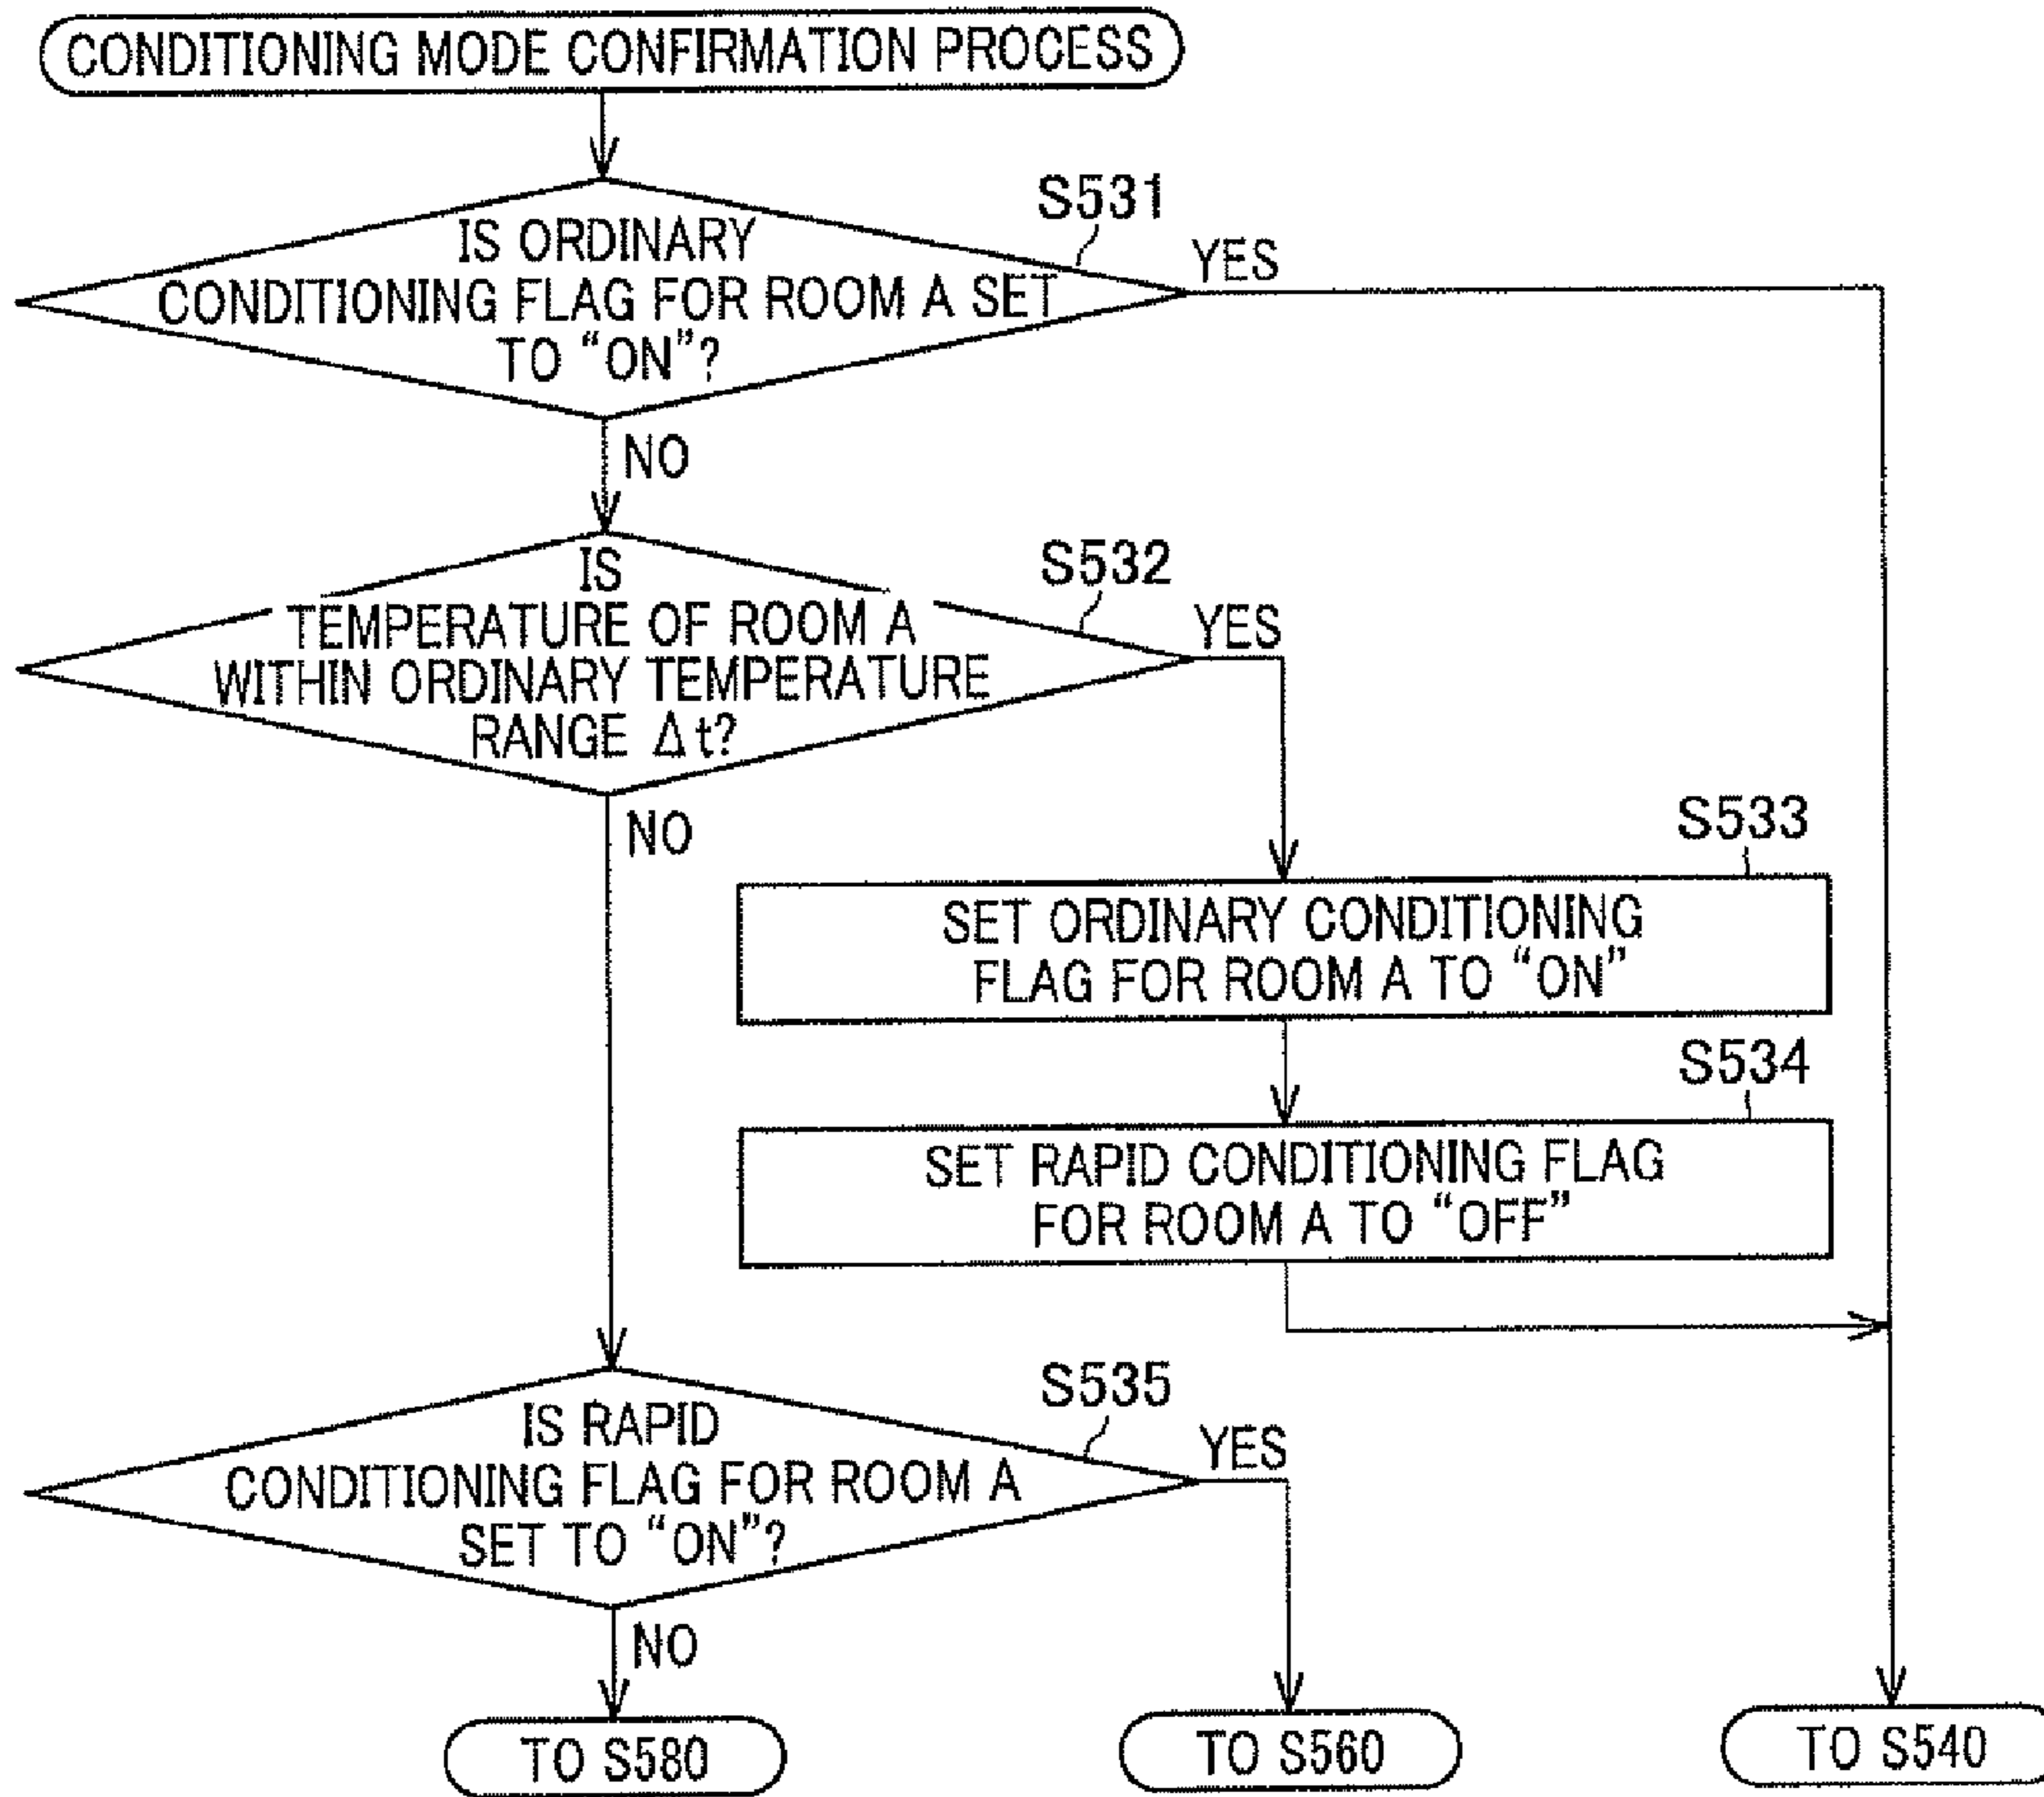 CONDITIONING MODE CONFIRMATION PROCESS
S531
IS ORDINARY
CONDITIONING FLAG FOR ROOM A SET
TO “ON”?
YES
NO
S532
IS
TEMPERATURE OF ROOM A
WITHIN ORDINARY TEMPERATURE
RANGE Δt?
YES
NO
S533
SET ORDINARY CONDITIONING
FLAG FOR ROOM A TO “ON”
S534
SET RAPID CONDITIONING FLAG
FOR ROOM A TO “OFF”
S535
IS RAPID
CONDITIONING FLAG FOR ROOM A
SET TO “ON”?
YES
NO
TO S580
TO S560
TO S540